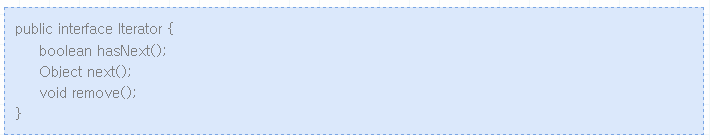 public interface Iterator {
boolean hasNext();
Object next();
void remove();
}